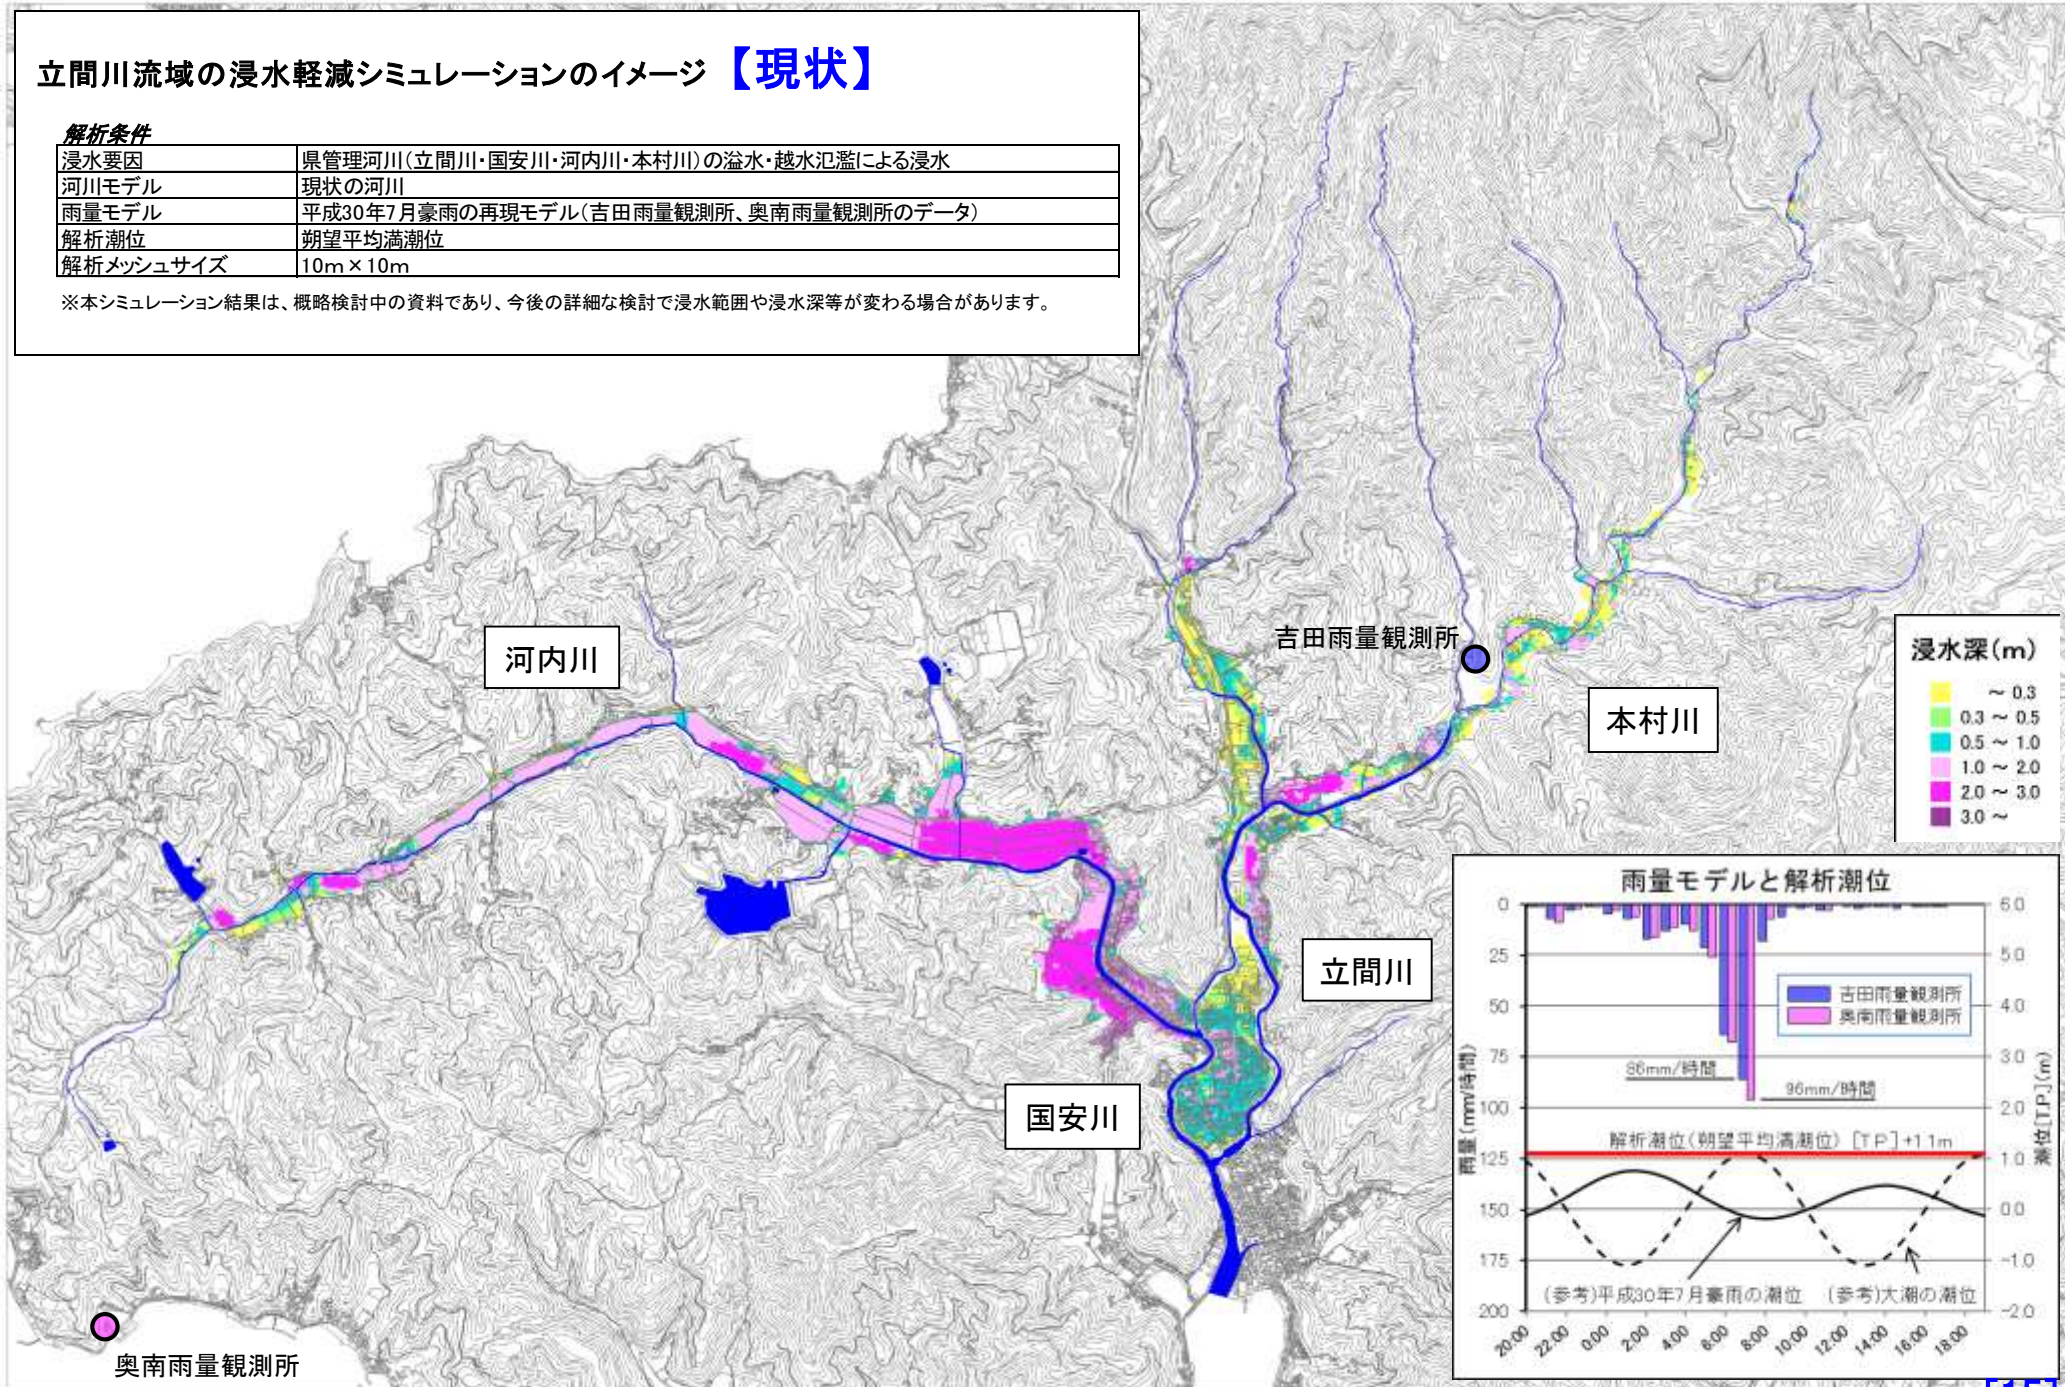 立間川流域の浸水軽減シミュレーションのイメージ 【現状】
解析条件
浸水要因 県管理河川(立間川・国安川・河内川・本村川)の溢水・越水氾濫による浸水
河川モデル 現状の河川
雨量モデル 平成30年7月豪雨の再現モデル(吉田雨量観測所、奥南雨量観測所のデータ)
解析潮位 朔望平均満潮位
解析メッシュサイズ 10m×10m
※本シミュレーション結果は、概略検討中の資料であり、今後の詳細な検討で浸水範囲や浸水深等が変わる場合があります。
河内川
吉田雨量観測所
本村川
立間川
国安川
奥南雨量観測所
浸水深(m)
～ 0.3
0.3 ～ 0.5
0.5 ～ 1.0
1.0 ～ 2.0
2.0 ～ 3.0
3.0 ～
雨量モデルと解析潮位
雨量(mm/時間)
0
25
50
75
100
125
150
175
200
潮位[T.P.](m)
6.0
5.0
4.0
3.0
2.0
1.0
0.0
-1.0
-2.0
吉田雨量観測所
奥南雨量観測所
86mm/時間
96mm/時間
解析潮位(朔望平均満潮位) [T.P.]+1.1m
(参考)平成30年7月豪雨の潮位 (参考)大潮の潮位
20:00 22:00 0:00 2:00 4:00 6:00 8:00 10:00 12:00 14:00 16:00 18:00